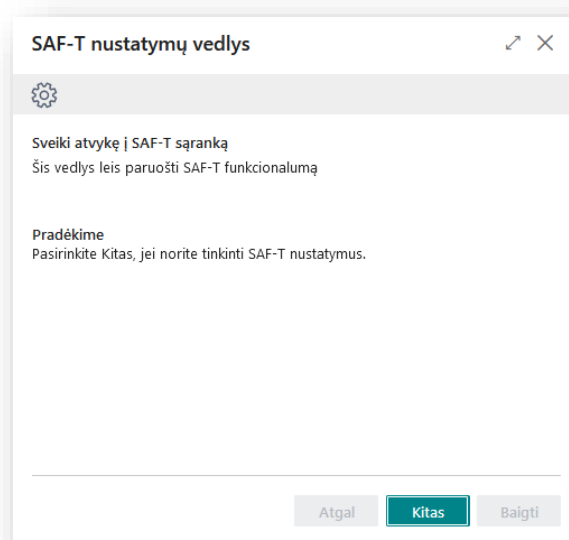 SAF-T nustatymų vedlys
Sveiki atvykę į SAF-T sąranką
Šis vedlys leis paruošti SAF-T funkcionalumą
Pradėkime
Pasirinkite Kitas, jei norite tinkinti SAF-T nustatymus.
Atgal
Kitas
Baigti